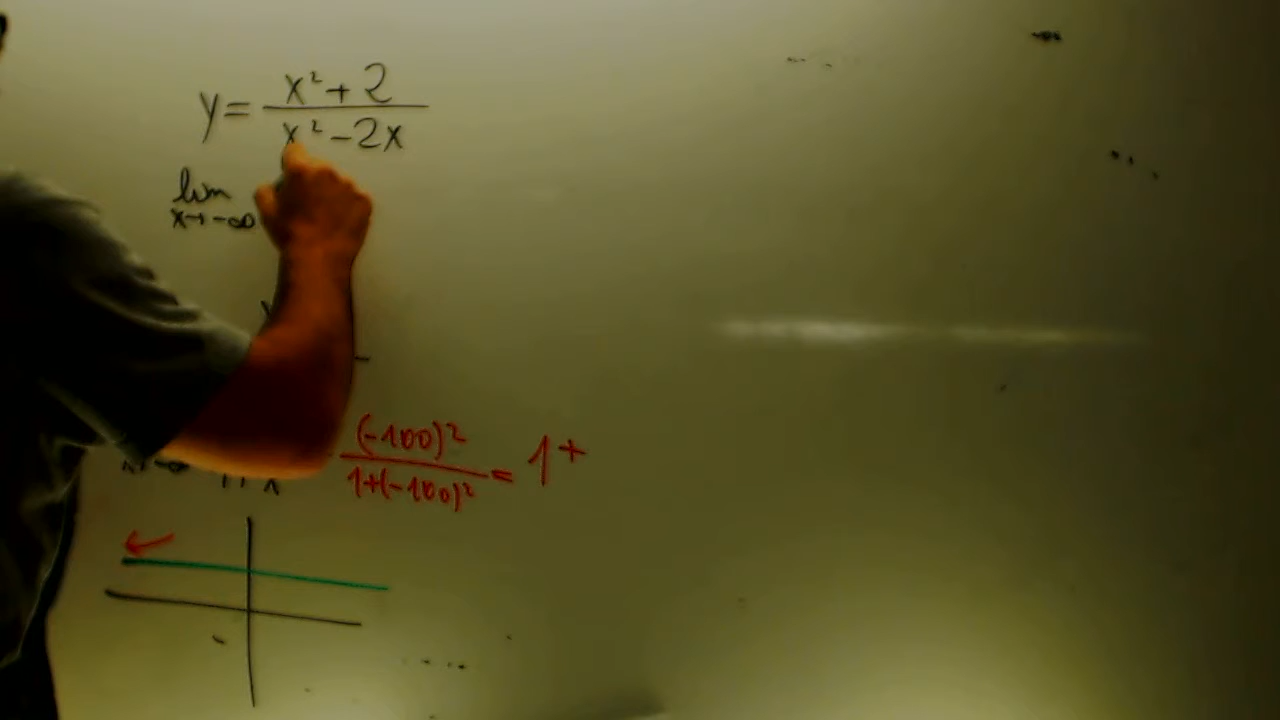 y = x² + 2 / x² - 2x
lim
x→-∞
(-100)² / 1+(-100)² = 1⁺